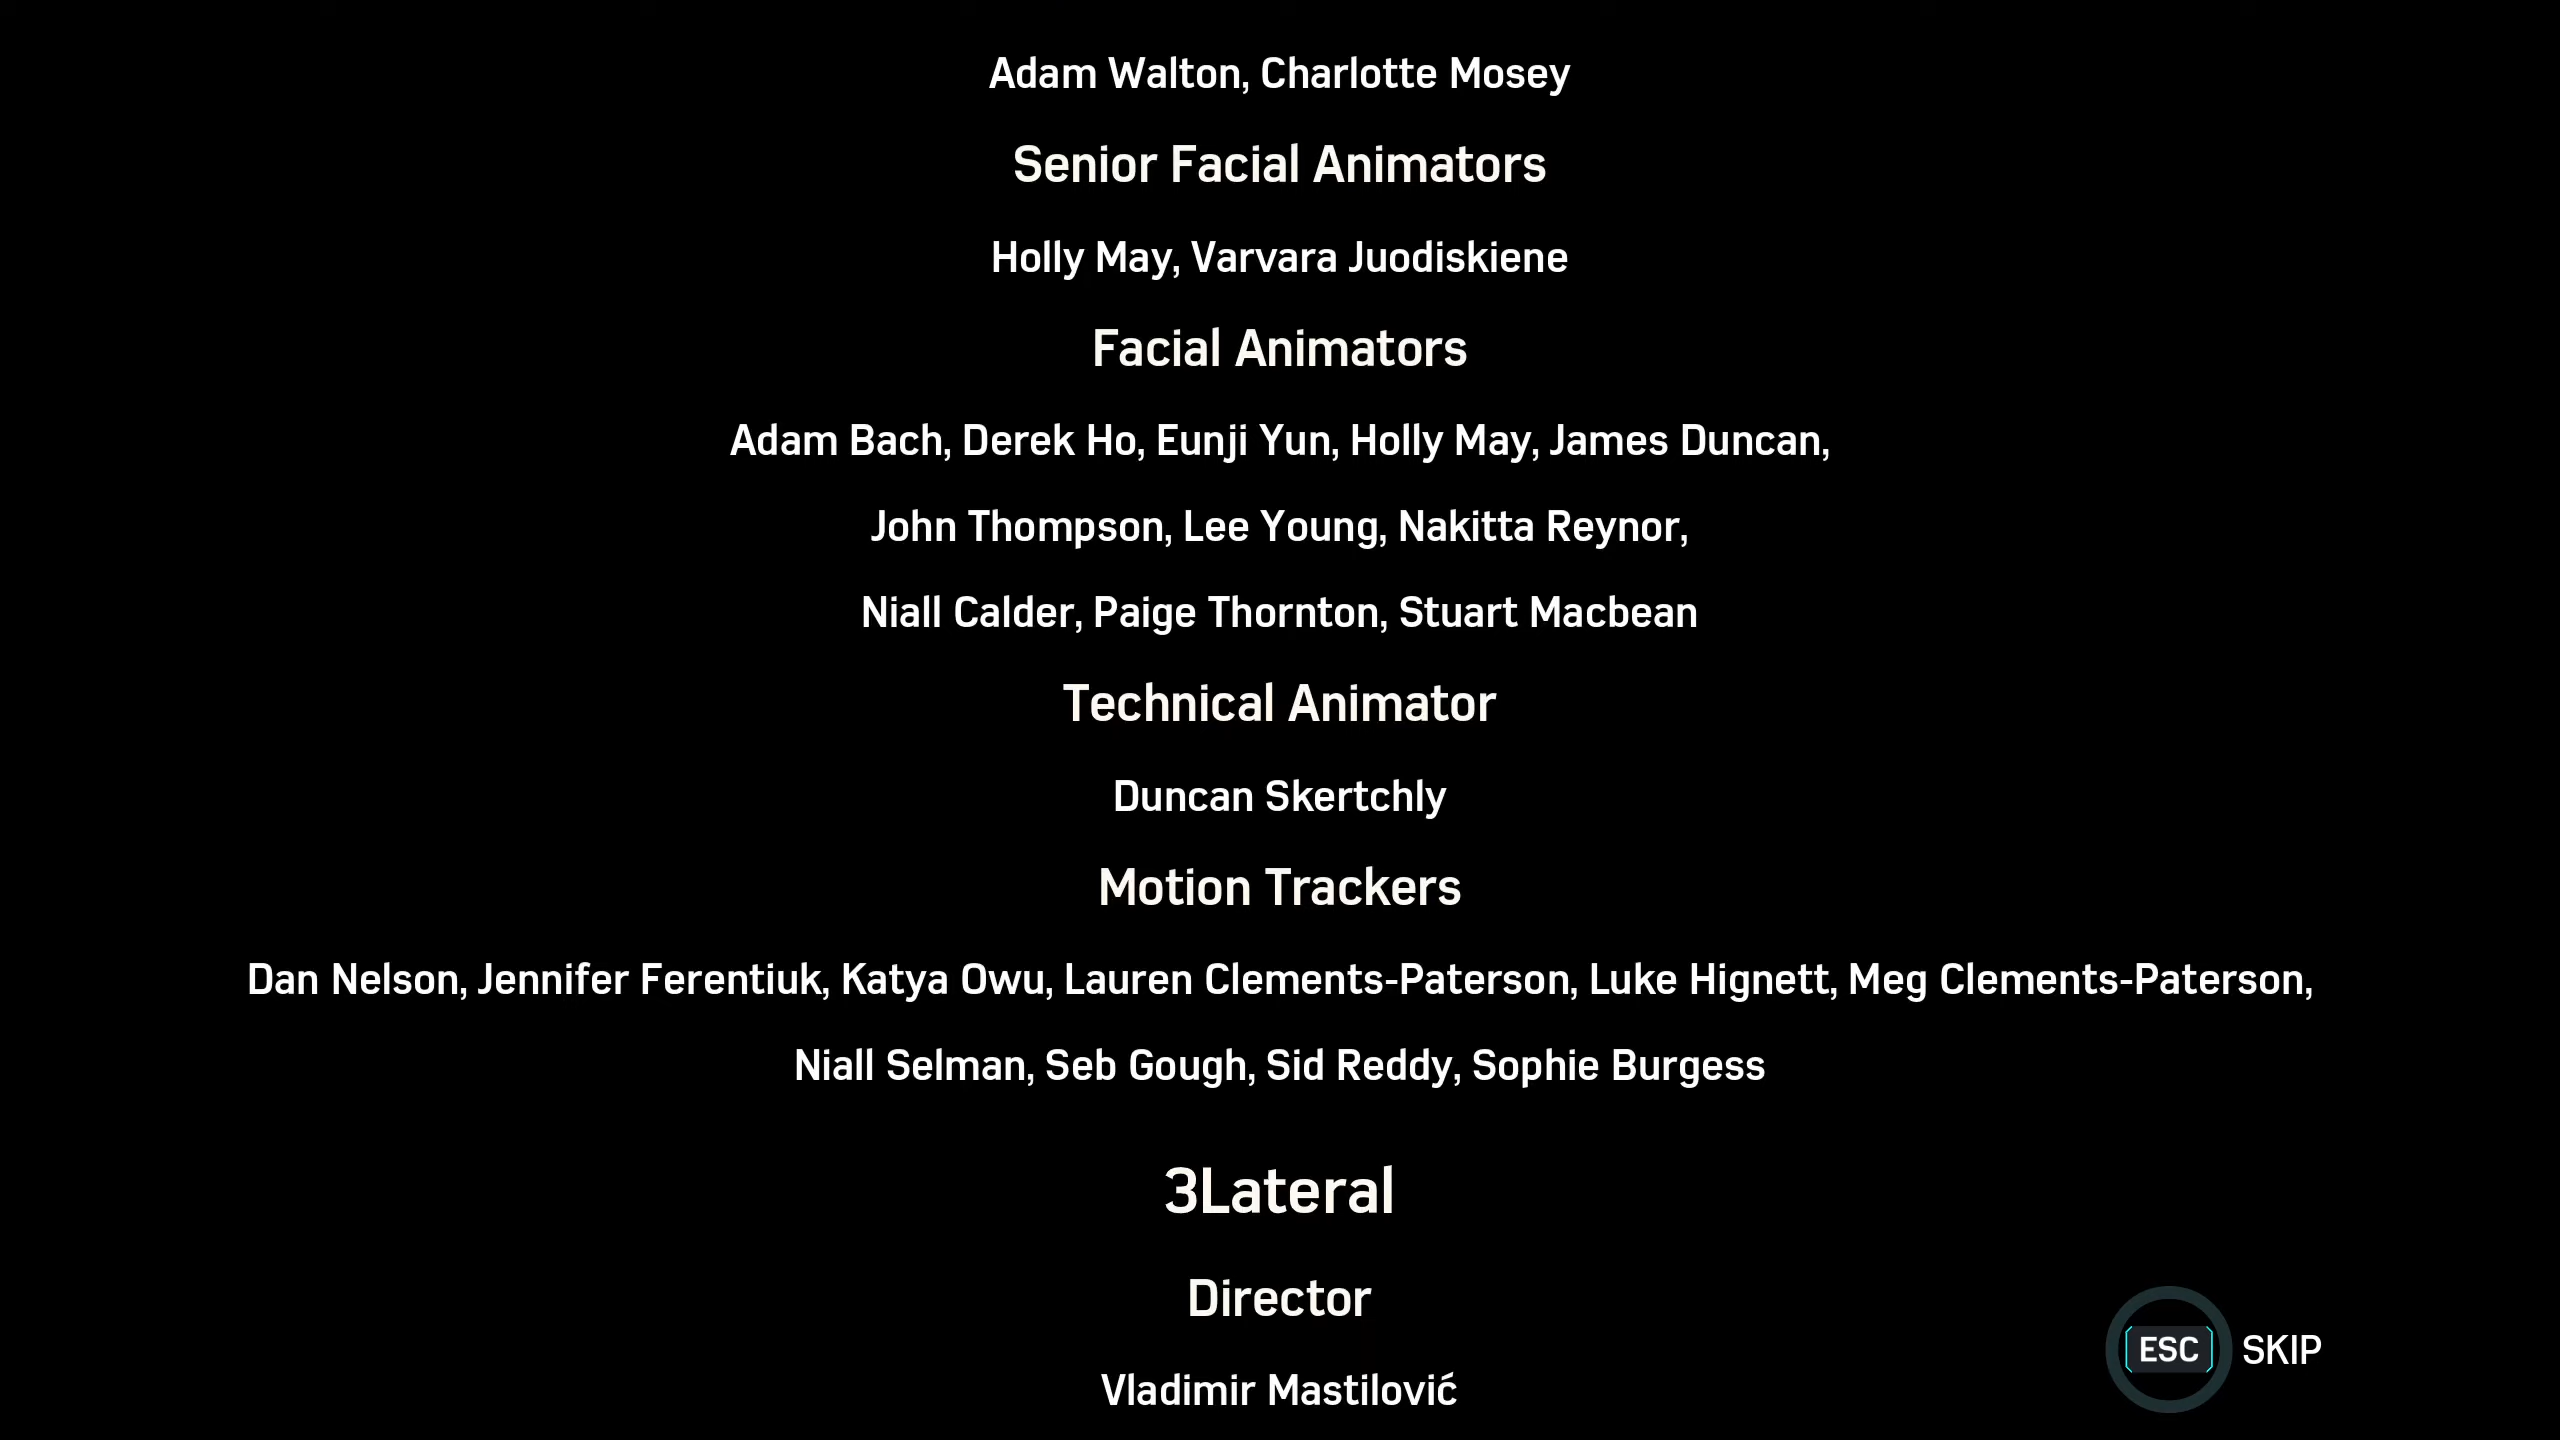 Adam Walton, Charlotte Mosey
Senior Facial Animators
Holly May, Varvara Juodiskiene
Facial Animators
Adam Bach, Derek Ho, Eunji Yun, Holly May, James Duncan,
John Thompson, Lee Young, Nakitta Reynor,
Niall Calder, Paige Thornton, Stuart Macbean
Technical Animator
Duncan Skertchly
Motion Trackers
Dan Nelson, Jennifer Ferentiuk, Katya Owu, Lauren Clements-Paterson, Luke Hignett, Meg Clements-Paterson,
Niall Selman, Seb Gough, Sid Reddy, Sophie Burgess
3Lateral
Director
Vladimir Mastilović
ESC SKIP